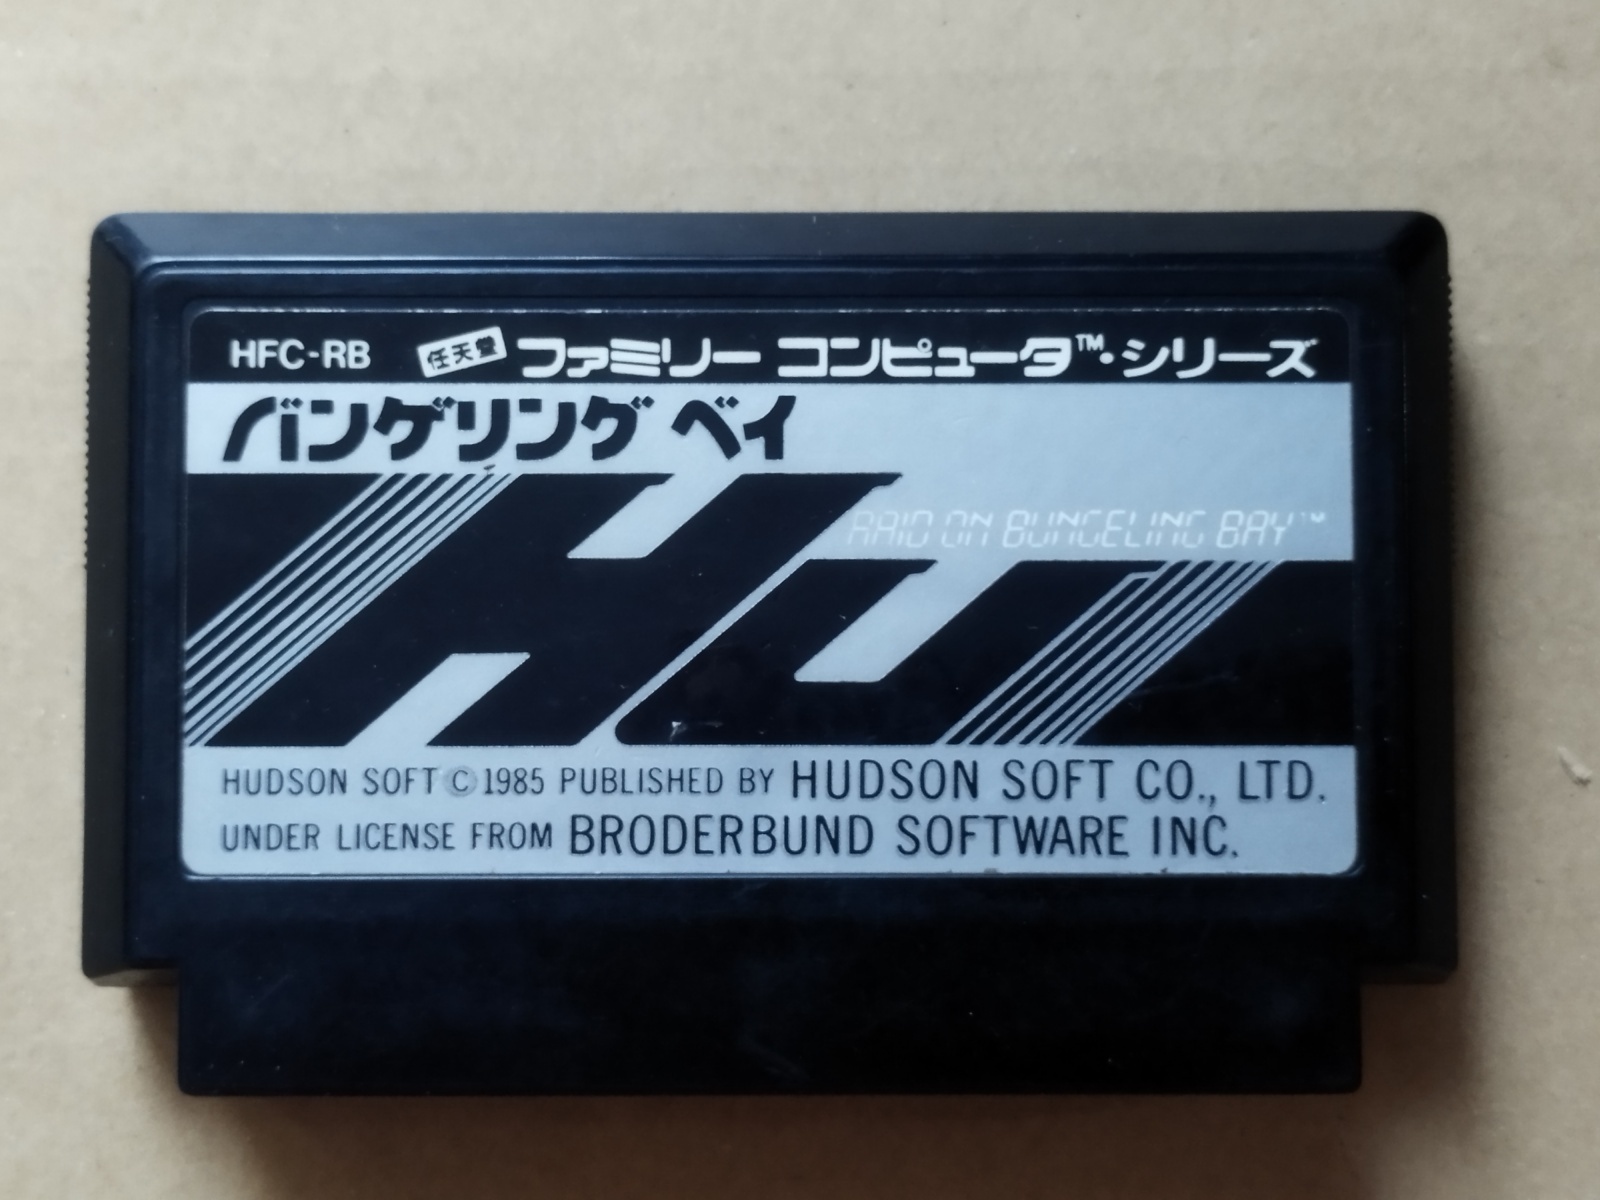 HFC-RB 任天堂 ファミリー コンピュータ™・シリーズ
バンゲリング ベイ
RAID ON BUNGELING BAY™
HU
HUDSON SOFT © 1985 PUBLISHED BY HUDSON SOFT CO., LTD.
UNDER LICENSE FROM BRODERBUND SOFTWARE INC.